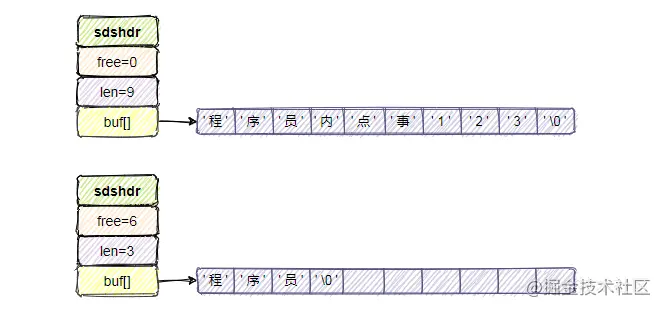 sdshdr
free=0
len=9
buf[]
'程' '序' '员' '内' '点' '事' '1' '2' '3' '\0'
sdshdr
free=6
len=3
buf[]
'程' '序' '员' '\0'
@掘金技术社区